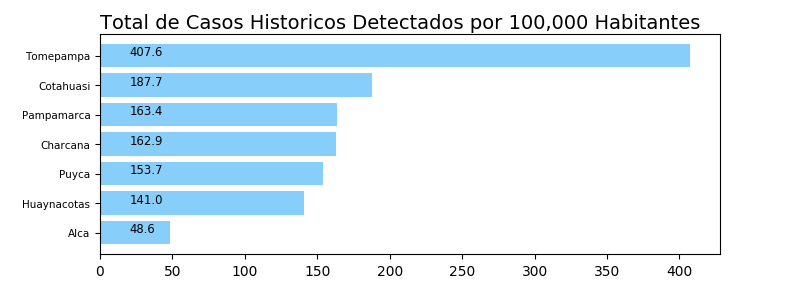 Total de Casos Historicos Detectados por 100,000 Habitantes
Tomepampa 407.6
Cotahuasi 187.7
Pampamarca 163.4
Charcana 162.9
Puyca 153.7
Huaynacotas 141.0
Alca 48.6
0 50 100 150 200 250 300 350 400